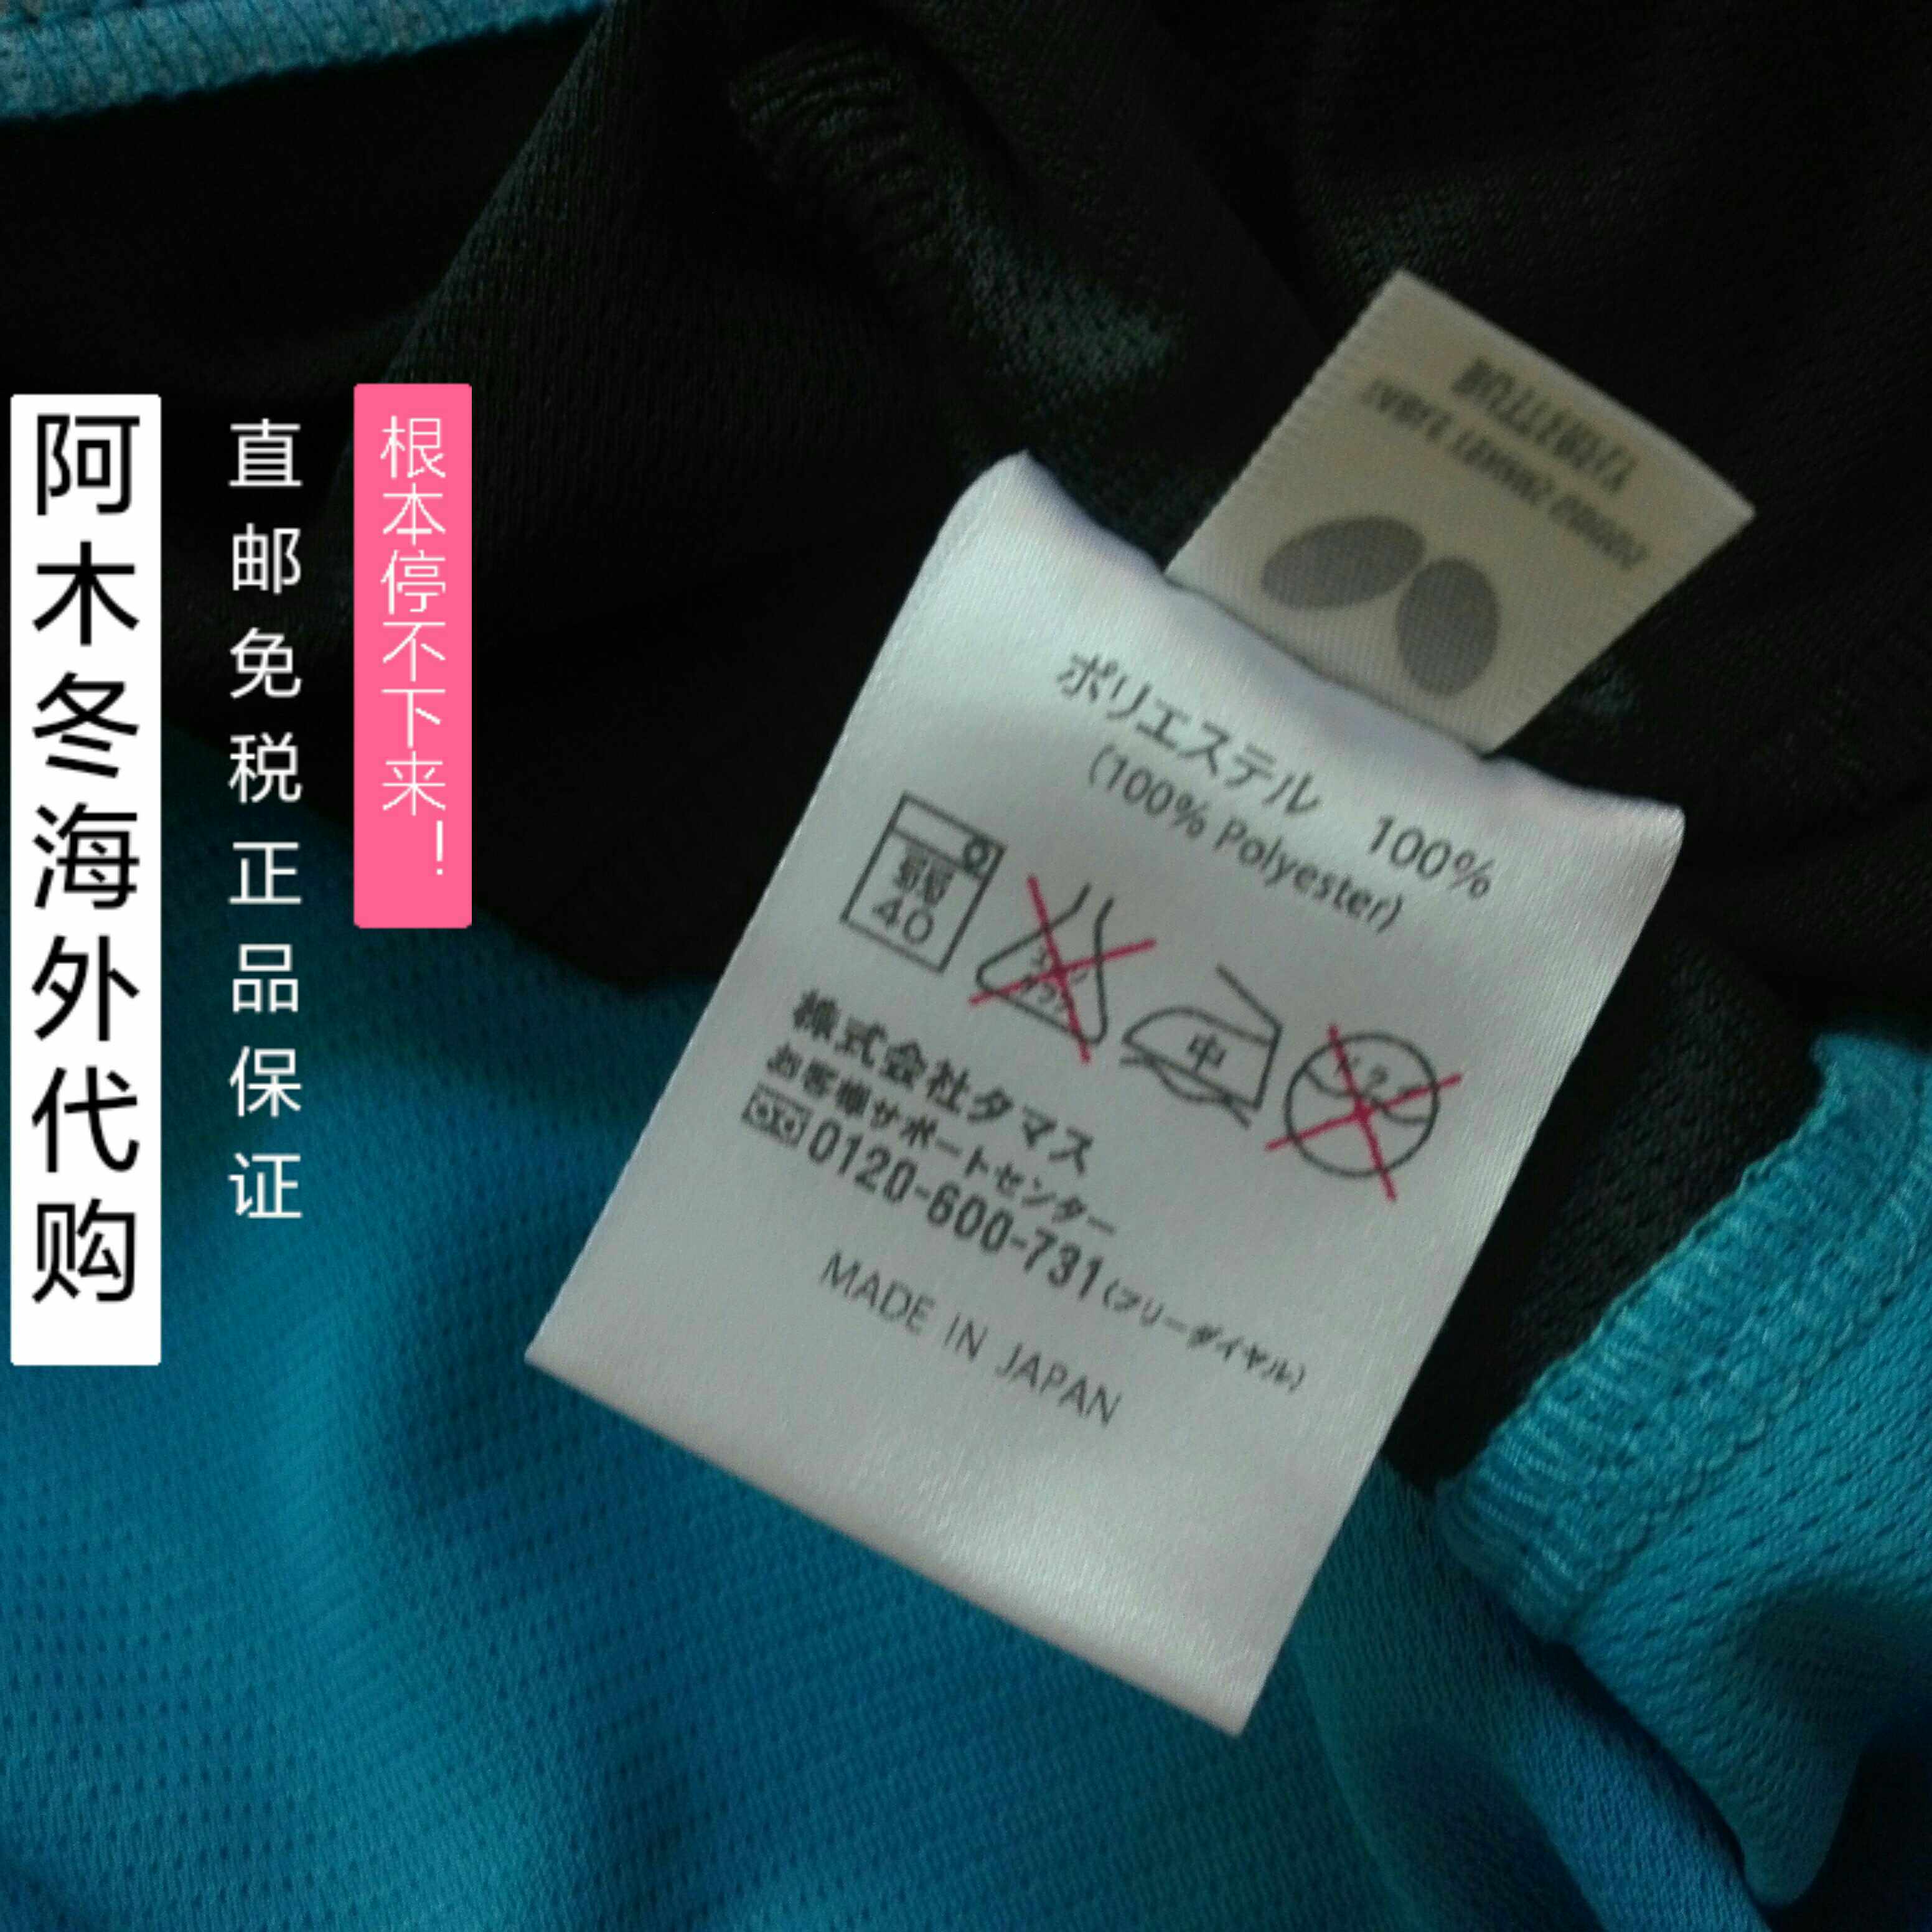 阿木冬海外代购
直邮免税正品保证
根本停不下来!
ポリエステル 100%
(100% Polyester)
弱
40
中
株式会社タマス
お客様サポートセンター
0120-600-731(フリーダイヤル)
MADE IN JAPAN